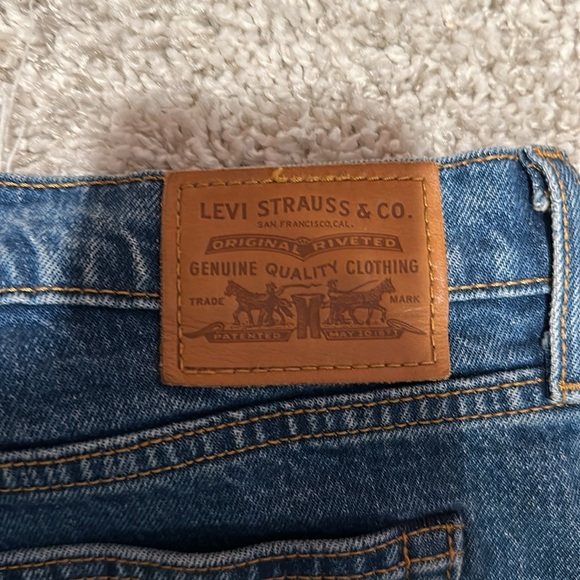 LEVI STRAUSS & CO.
SAN FRANCISCO, CAL.
ORIGINAL RIVETED
GENUINE QUALITY CLOTHING
TRADE MARK
PATENTED MAY 20 1873